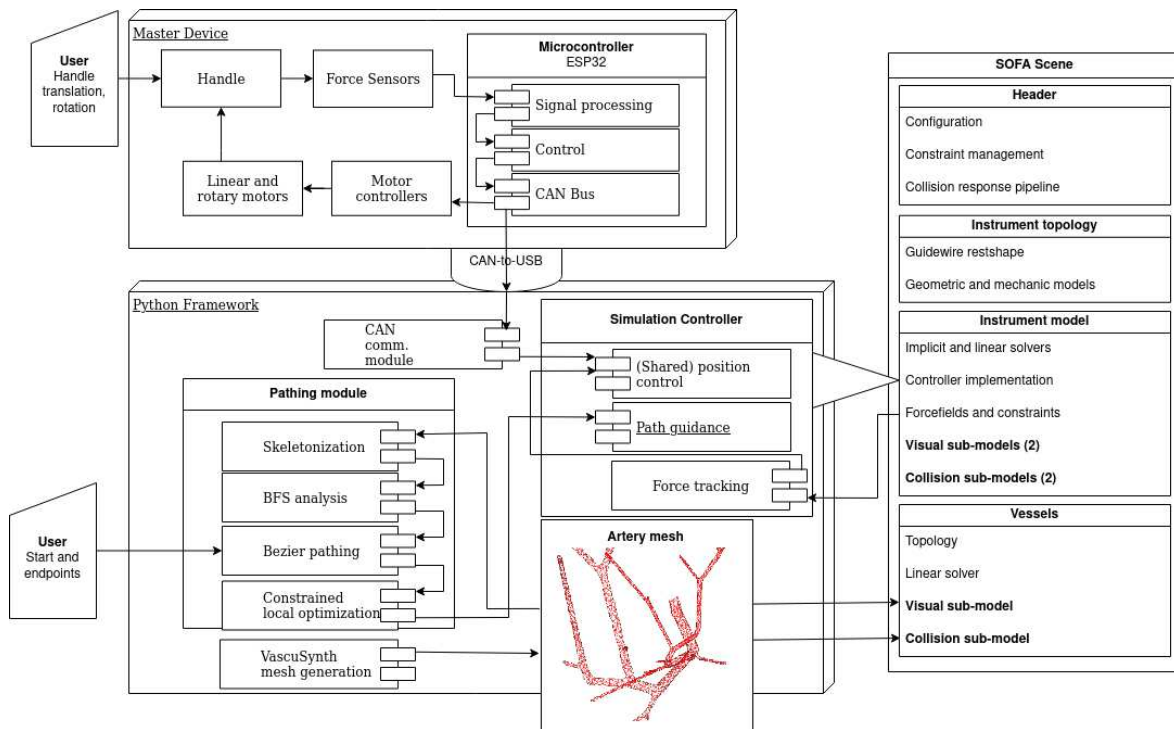 Master Device
User
Handle
translation,
rotation
Handle
Force Sensors
Microcontroller
ESP32
Signal processing
Control
CAN Bus
Linear and
rotary motors
Motor
controllers
CAN-to-USB
Python Framework
CAN
comm.
module
Simulation Controller
(Shared) position
control
Path guidance
Force tracking
Pathing module
Skeletonization
BFS analysis
Bezier pathing
Constrained
local optimization
VascuSynth
mesh generation
User
Start and
endpoints
Artery mesh
SOFA Scene
Header
Configuration
Constraint management
Collision response pipeline
Instrument topology
Guidewire restshape
Geometric and mechanic models
Instrument model
Implicit and linear solvers
Controller implementation
Forcefields and constraints
Visual sub-models (2)
Collision sub-models (2)
Vessels
Topology
Linear solver
Visual sub-model
Collision sub-model